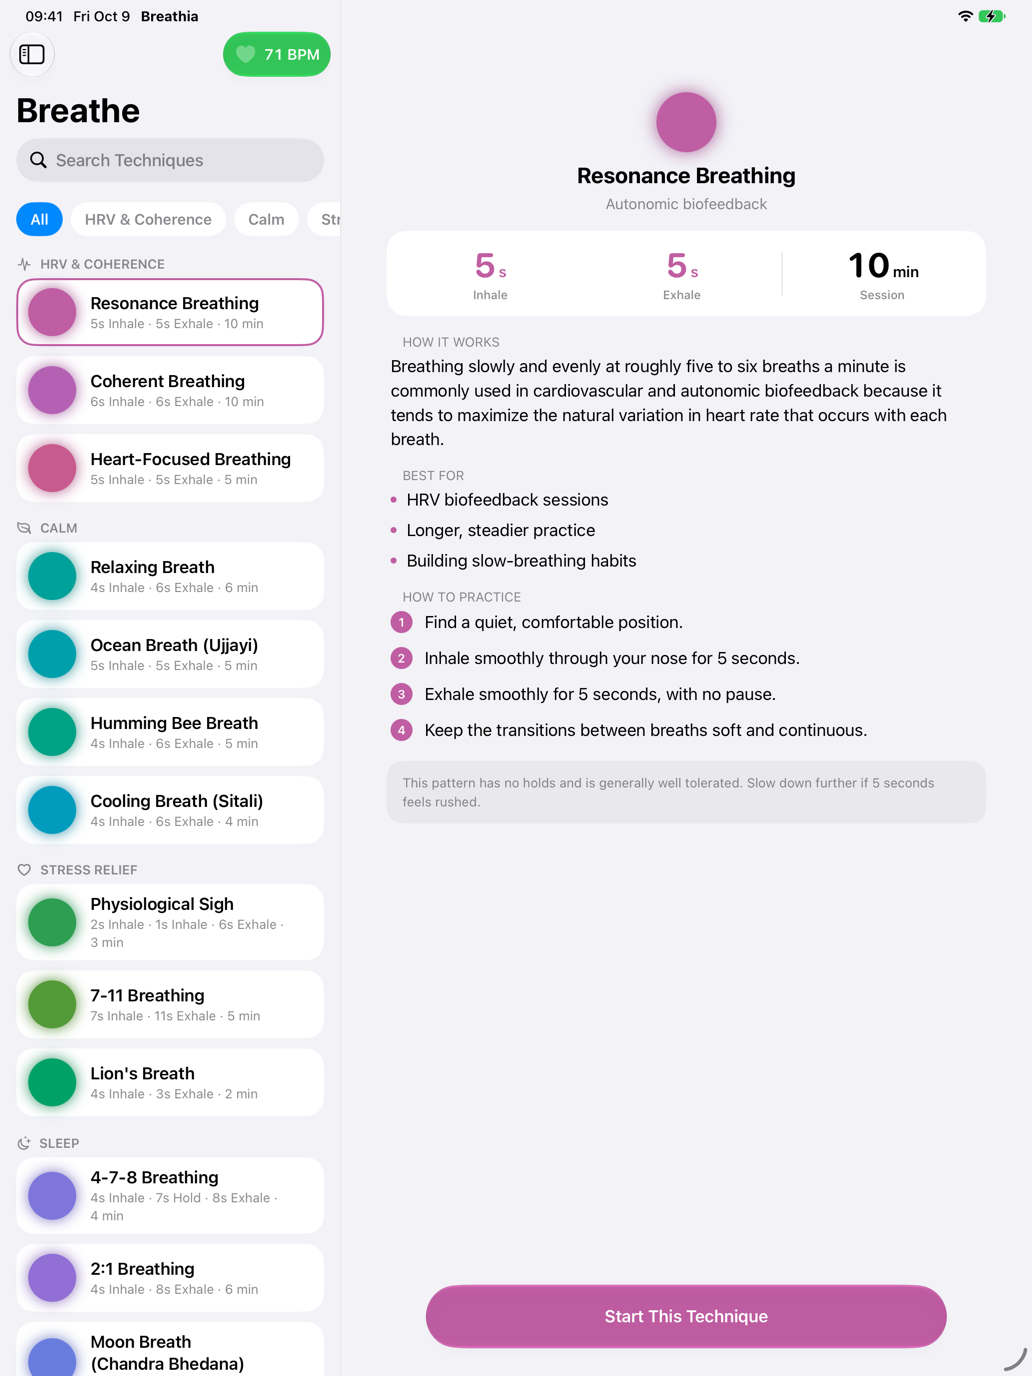 09:41 Fri Oct 9 Breathia
71 BPM
Breathe
Search Techniques
All
HRV & Coherence
Calm
Str
HRV & COHERENCE
Resonance Breathing
5s Inhale · 5s Exhale · 10 min
Coherent Breathing
6s Inhale · 6s Exhale · 10 min
Heart-Focused Breathing
5s Inhale · 5s Exhale · 5 min
CALM
Relaxing Breath
4s Inhale · 6s Exhale · 6 min
Ocean Breath (Ujjayi)
5s Inhale · 5s Exhale · 5 min
Humming Bee Breath
4s Inhale · 6s Exhale · 5 min
Cooling Breath (Sitali)
4s Inhale · 6s Exhale · 4 min
STRESS RELIEF
Physiological Sigh
2s Inhale · 1s Inhale · 6s Exhale ·
3 min
7-11 Breathing
7s Inhale · 11s Exhale · 5 min
Lion's Breath
4s Inhale · 3s Exhale · 2 min
SLEEP
4-7-8 Breathing
4s Inhale · 7s Hold · 8s Exhale ·
4 min
2:1 Breathing
4s Inhale · 8s Exhale · 6 min
Moon Breath
(Chandra Bhedana)
Resonance Breathing
Autonomic biofeedback
5 s
Inhale
5 s
Exhale
10 min
Session
HOW IT WORKS
Breathing slowly and evenly at roughly five to six breaths a minute is
commonly used in cardiovascular and autonomic biofeedback because it
tends to maximize the natural variation in heart rate that occurs with each
breath.
BEST FOR
• HRV biofeedback sessions
• Longer, steadier practice
• Building slow-breathing habits
HOW TO PRACTICE
1 Find a quiet, comfortable position.
2 Inhale smoothly through your nose for 5 seconds.
3 Exhale smoothly for 5 seconds, with no pause.
4 Keep the transitions between breaths soft and continuous.
This pattern has no holds and is generally well tolerated. Slow down further if 5 seconds
feels rushed.
Start This Technique